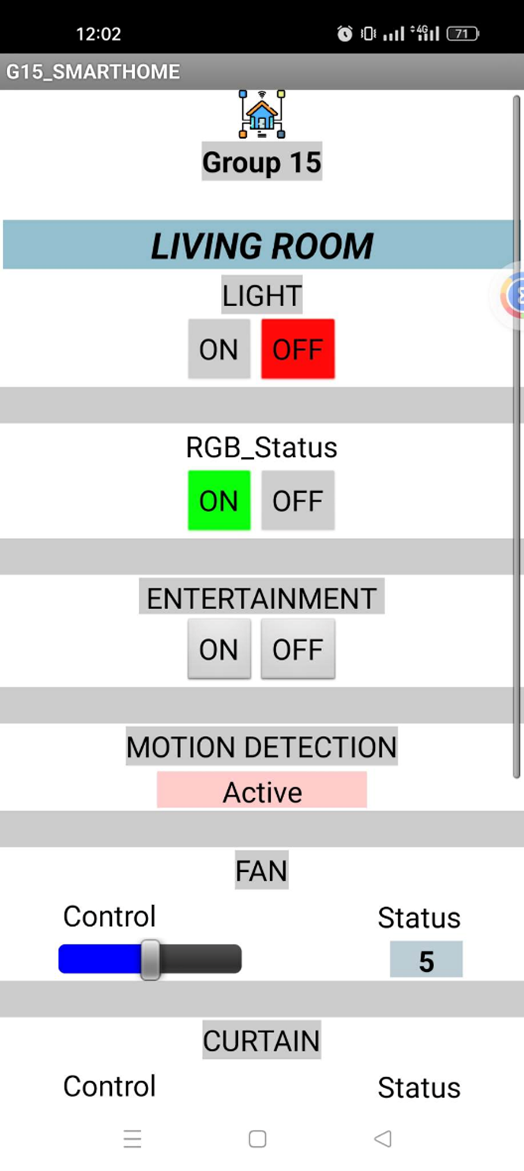 12:02
4G 71
G15_SMARTHOME
Group 15
LIVING ROOM
LIGHT
ON OFF
RGB_Status
ON OFF
ENTERTAINMENT
ON OFF
MOTION DETECTION
Active
FAN
Control Status
5
CURTAIN
Control Status